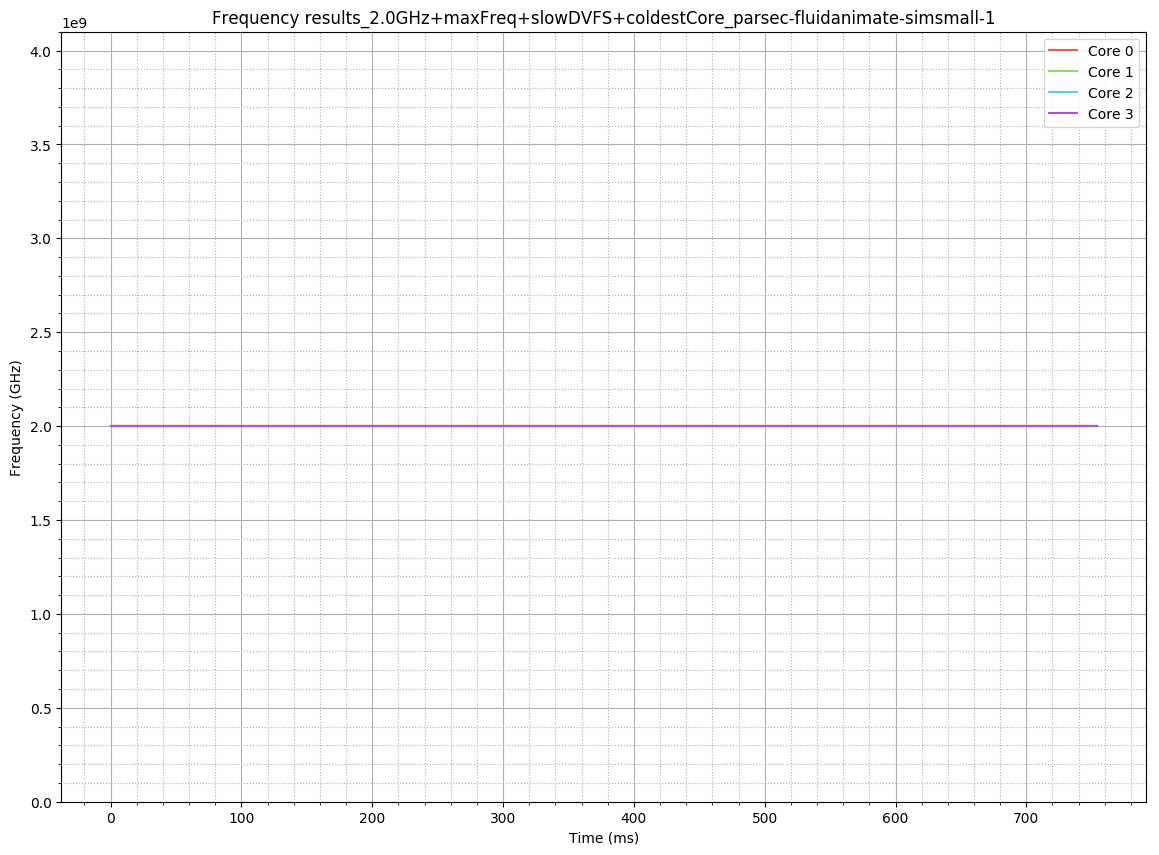 Frequency results_2.0GHz+maxFreq+slowDVFS+coldestCore_parsec-fluidanimate-simsmall-1
1e9
Core 0
Core 1
Core 2
Core 3
4.0
3.5
3.0
2.5
2.0
1.5
1.0
0.5
0.0
Frequency (GHz)
0 100 200 300 400 500 600 700
Time (ms)